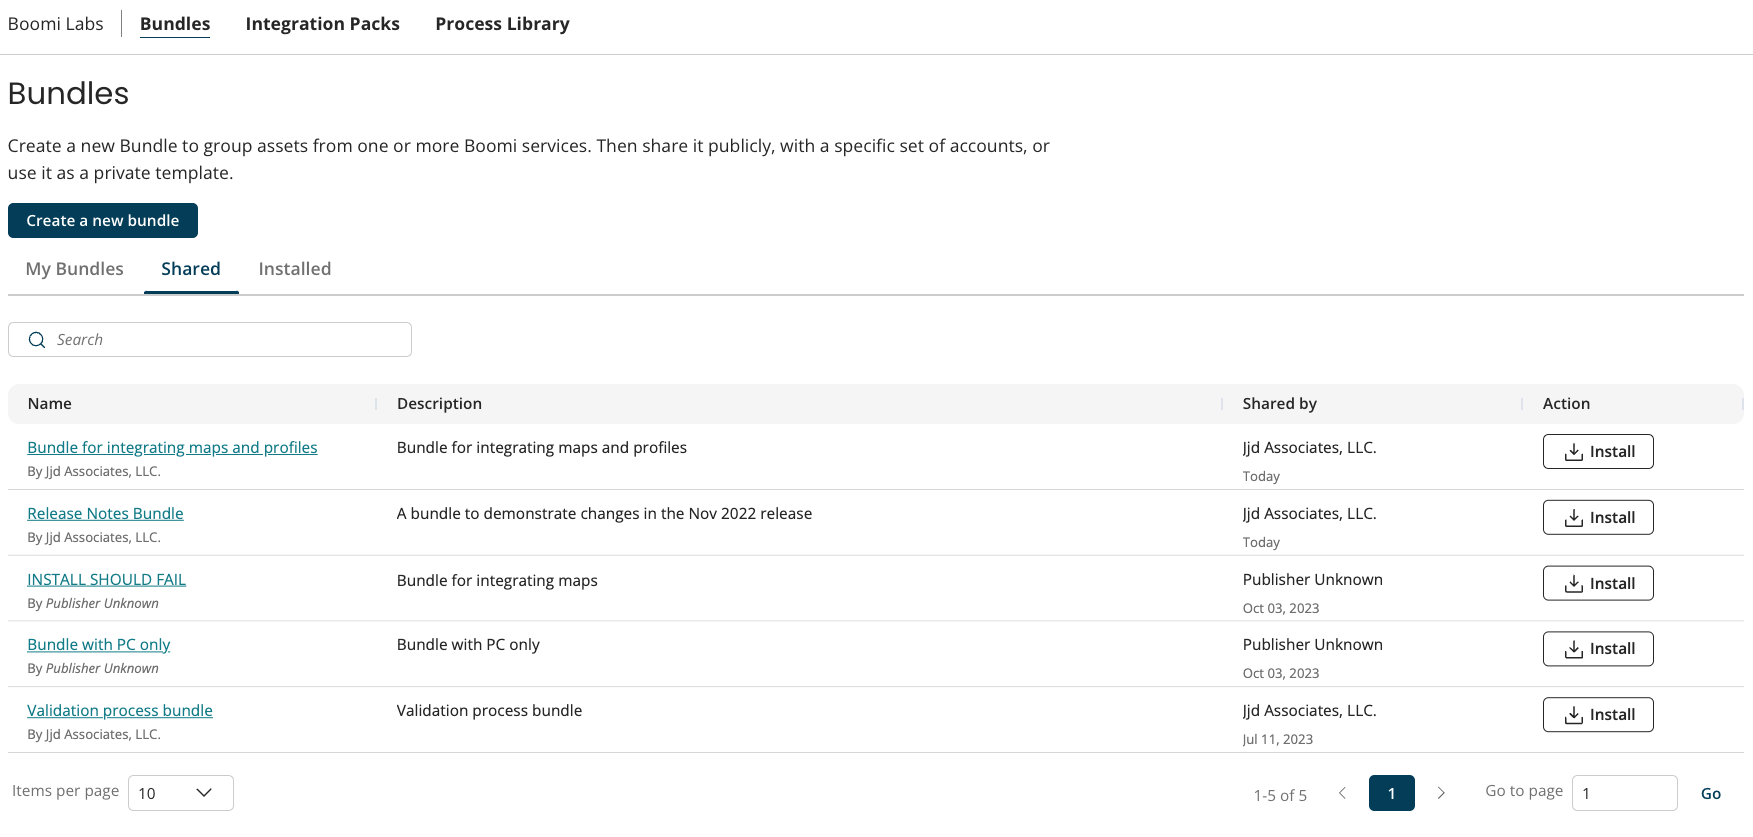 Boomi Labs Bundles Integration Packs Process Library
Bundles
Create a new Bundle to group assets from one or more Boomi services. Then share it publicly, with a specific set of accounts, or
use it as a private template.
Create a new bundle
My Bundles Shared Installed
Search
Name Description Shared by Action
Bundle for integrating maps and profiles Bundle for integrating maps and profiles Jjd Associates, LLC. Install
By Jjd Associates, LLC. Today
Release Notes Bundle A bundle to demonstrate changes in the Nov 2022 release Jjd Associates, LLC. Install
By Jjd Associates, LLC. Today
INSTALL SHOULD FAIL Bundle for integrating maps Publisher Unknown Install
By Publisher Unknown Oct 03, 2023
Bundle with PC only Bundle with PC only Publisher Unknown Install
By Publisher Unknown Oct 03, 2023
Validation process bundle Validation process bundle Jjd Associates, LLC. Install
By Jjd Associates, LLC. Jul 11, 2023
Items per page 10 1-5 of 5 1 Go to page 1 Go